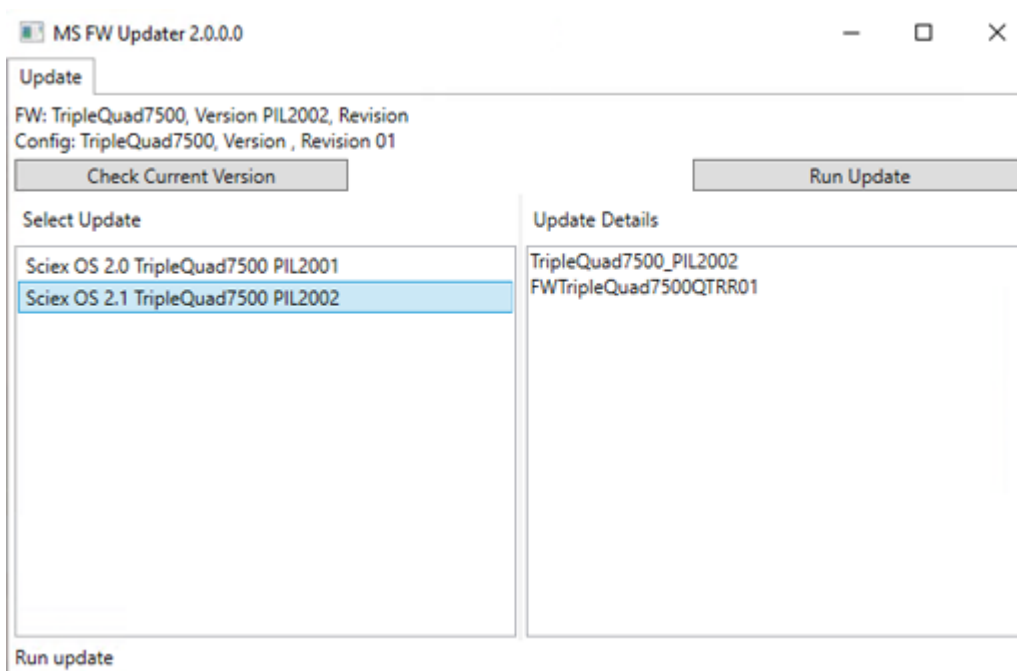 MS FW Updater 2.0.0.0
Update
FW: TripleQuad7500, Version PIL2002, Revision
Config: TripleQuad7500, Version , Revision 01
Check Current Version
Run Update
Select Update
Sciex OS 2.0 TripleQuad7500 PIL2001
Sciex OS 2.1 TripleQuad7500 PIL2002
Update Details
TripleQuad7500_PIL2002
FWTripleQuad7500QTRR01
Run update